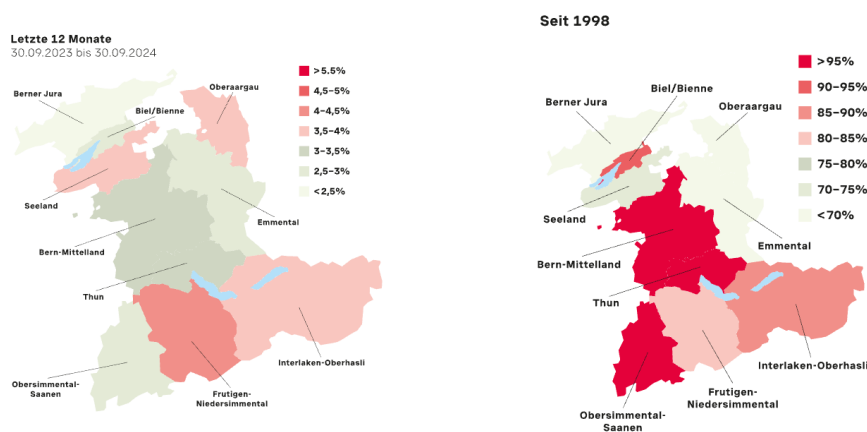 Letzte 12 Monate
30.09.2023 bis 30.09.2024
>5.5%
4,5–5%
4–4,5%
3,5–4%
3–3,5%
2,5–3%
<2,5%
Berner Jura
Biel/Bienne
Oberaargau
Seeland
Emmental
Bern-Mittelland
Thun
Interlaken-Oberhasli
Obersimmental-
Saanen
Frutigen-
Niedersimmental
Seit 1998
>95%
90–95%
85–90%
80–85%
75–80%
70–75%
<70%
Biel/Bienne
Berner Jura
Oberaargau
Seeland
Emmental
Bern-Mittelland
Thun
Interlaken-Oberhasli
Frutigen-
Niedersimmental
Obersimmental-
Saanen